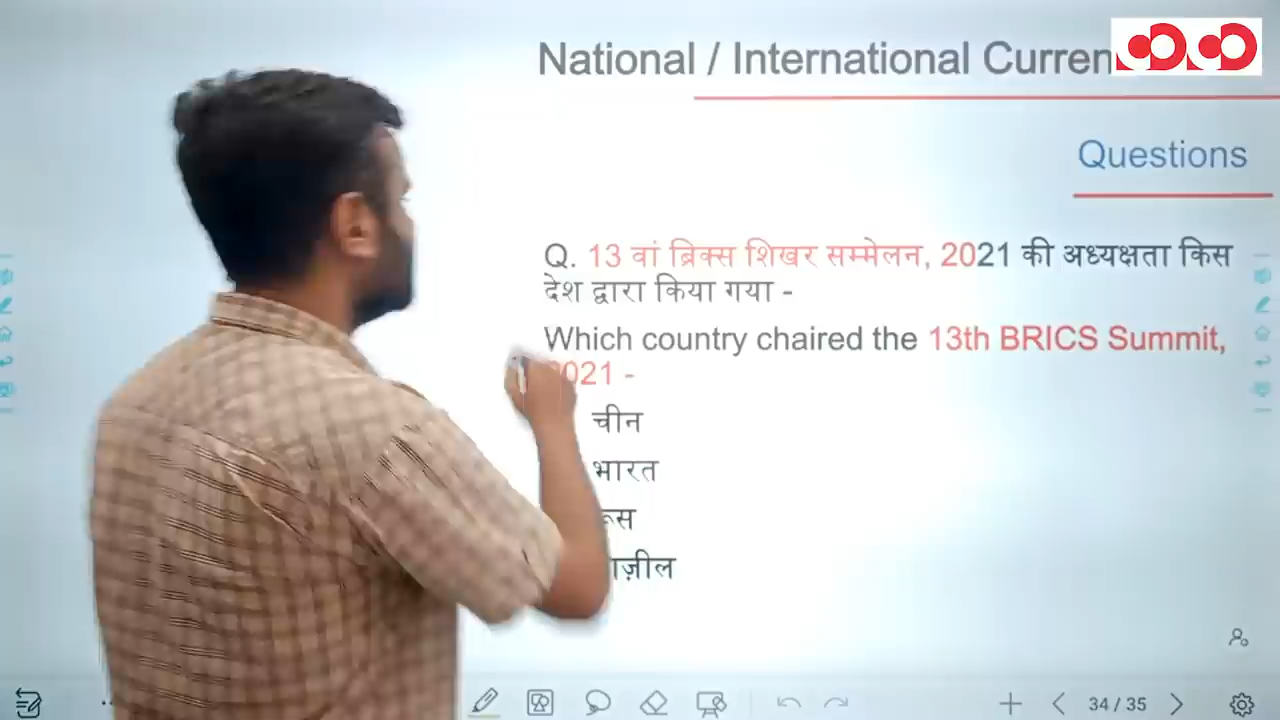 National / International Curren
Questions
Q. 13 वां ब्रिक्स शिखर सम्मेलन, 2021 की अध्यक्षता किस
देश द्वारा किया गया -
Which country chaired the 13th BRICS Summit,
2021 -
चीन
भारत
रूस
34 / 35